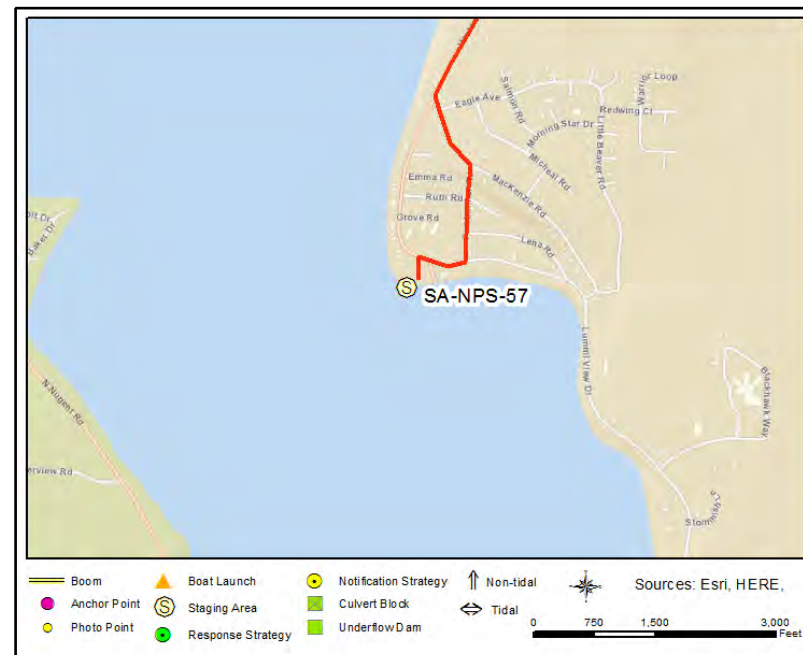 Eagle Ave
Salmon Rd
Warrior Loop
Redwing Ct
Morning Star Dr
Little Beaver Rd
Micheal Rd
Emma Rd
MacKenzie Rd
Ruth Rd
Grove Rd
Lena Rd
Baker Dr
S
SA-NPS-57
Lummi View Dr
Blackhawk Way
N Nugent Rd
erview Rd
Boom
Boat Launch
Notification Strategy
Non-tidal
Sources: Esri, HERE,
Anchor Point
S
Staging Area
Culvert Block
Tidal
Photo Point
Response Strategy
Underflow Dam
0 750 1,500 3,000
Feet